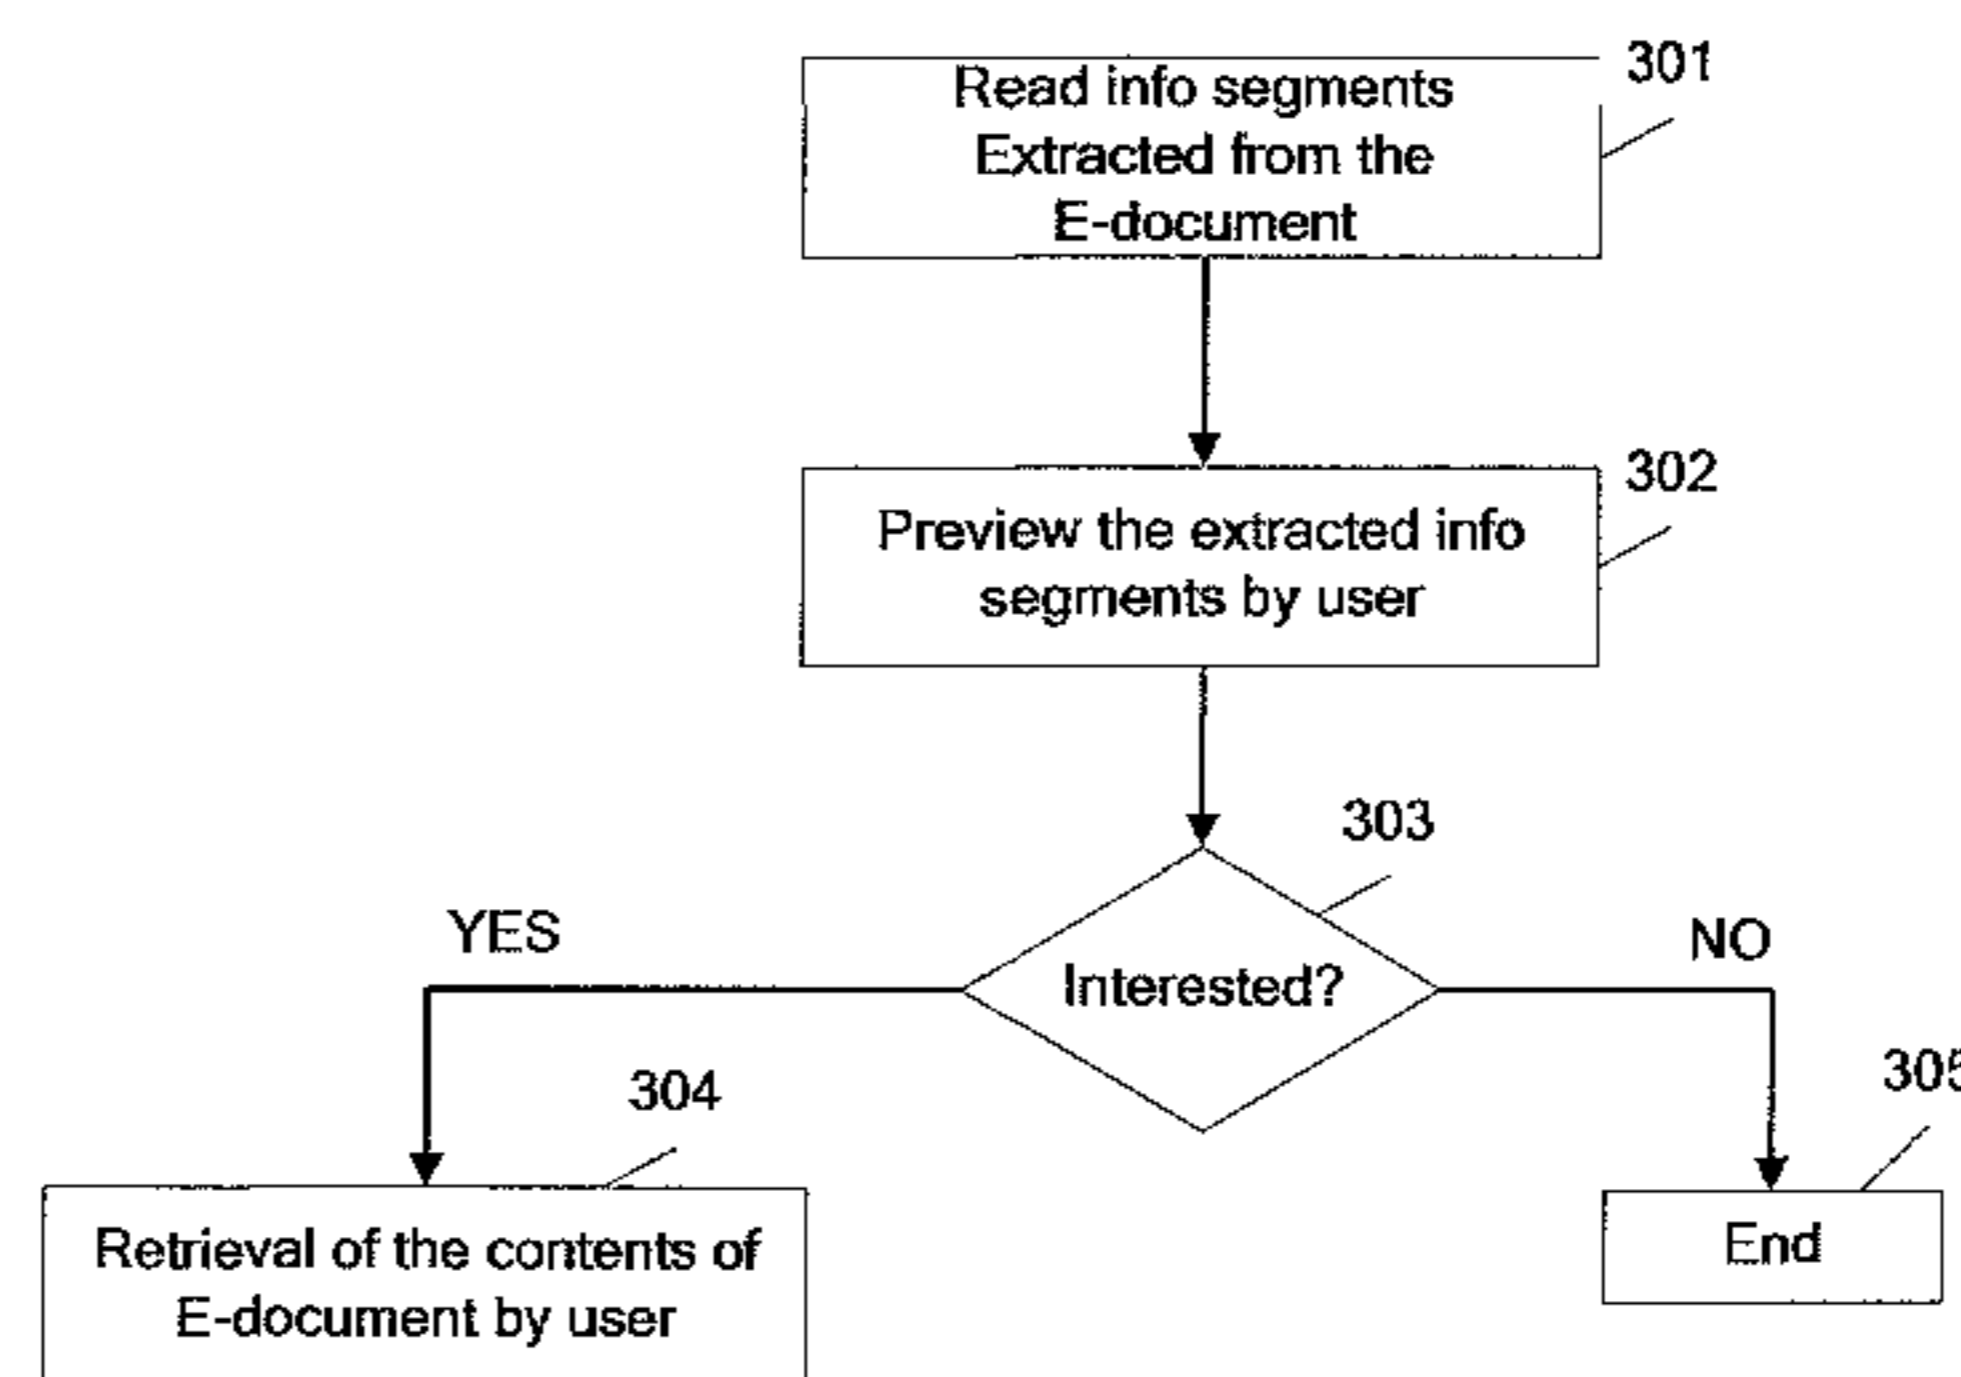 301
Read info segments
Extracted from the
E-document
302
Preview the extracted info
segments by user
303
YES
Interested?
NO
304
305
Retrieval of the contents of
E-document by user
End